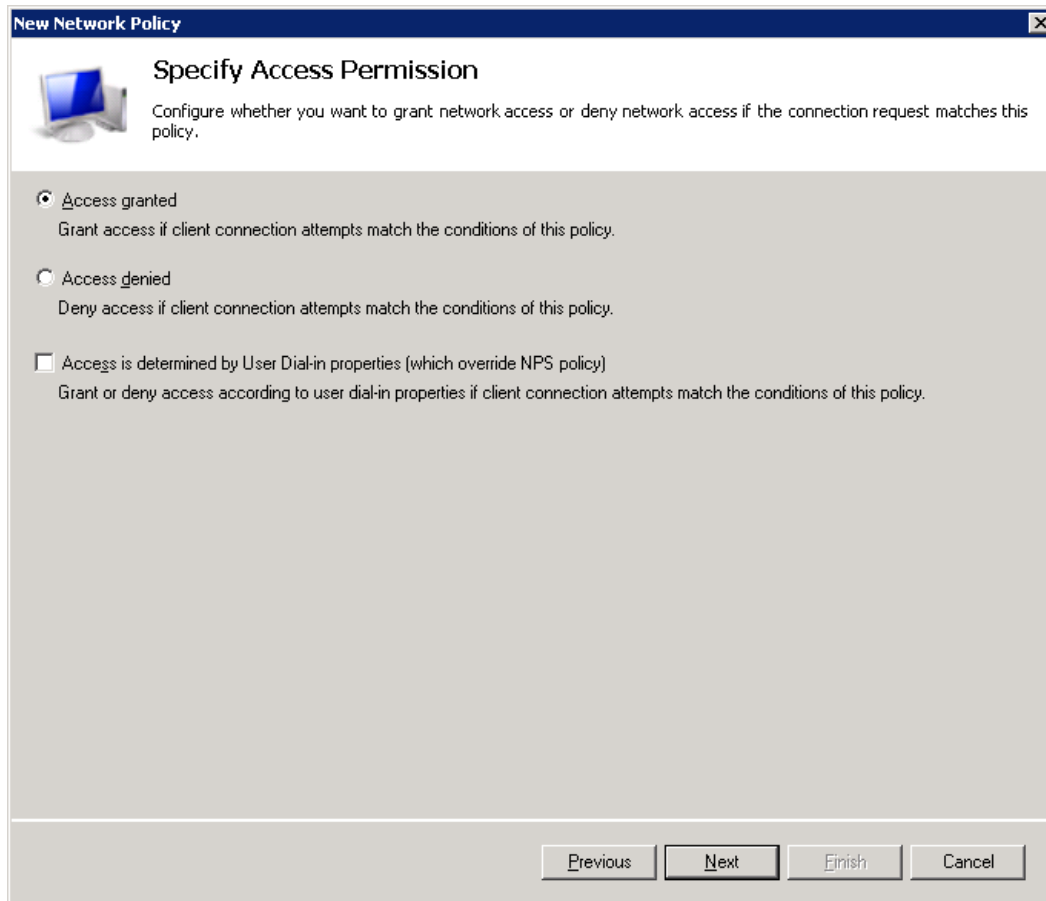 New Network Policy
Specify Access Permission
Configure whether you want to grant network access or deny network access if the connection request matches this
policy.
Access granted
Grant access if client connection attempts match the conditions of this policy.
Access denied
Deny access if client connection attempts match the conditions of this policy.
Access is determined by User Dial-in properties (which override NPS policy)
Grant or deny access according to user dial-in properties if client connection attempts match the conditions of this policy.
Previous Next Finish Cancel